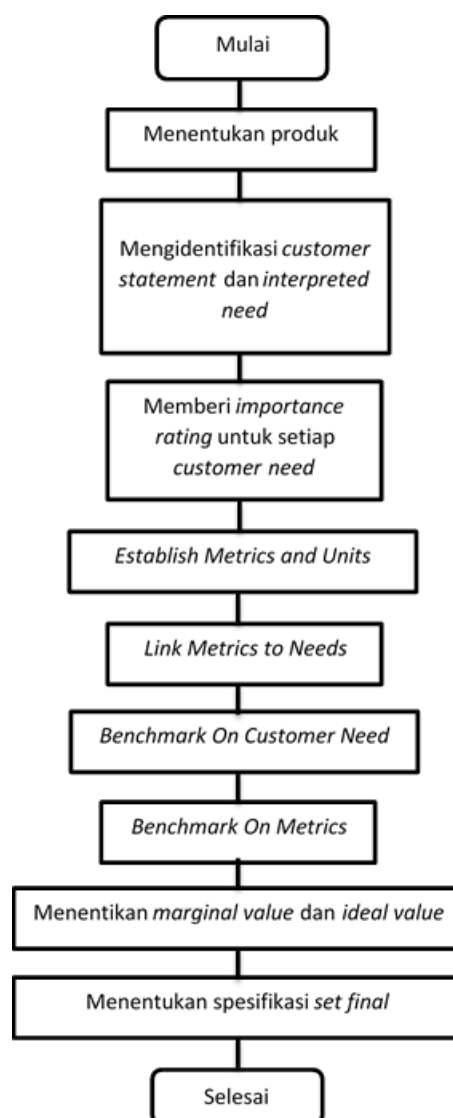 Mulai
Menentukan produk
Mengidentifikasi customer
statement dan interpreted
need
Memberi importance
rating untuk setiap
customer need
Establish Metrics and Units
Link Metrics to Needs
Benchmark On Customer Need
Benchmark On Metrics
Menentikan marginal value dan ideal value
Menentukan spesifikasi set final
Selesai